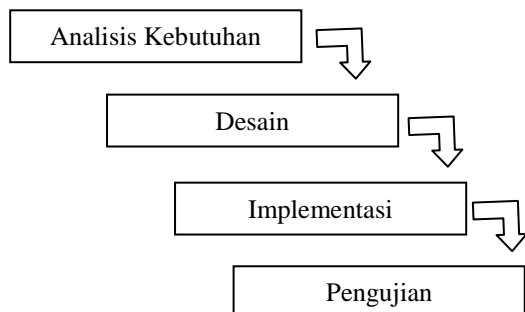 Analisis Kebutuhan
Desain
Implementasi
Pengujian